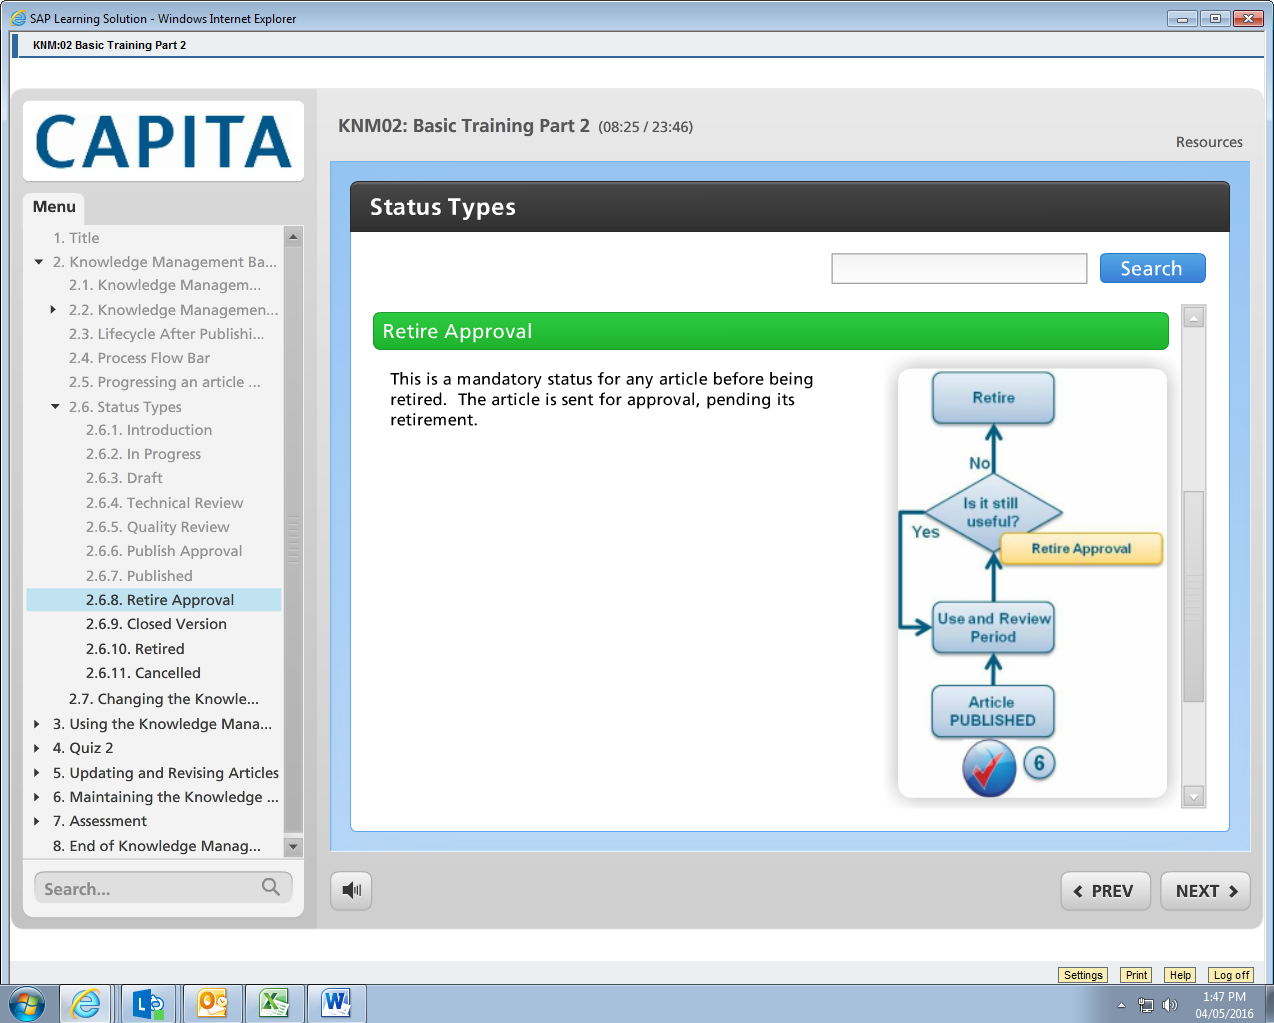 SAP Learning Solution - Windows Internet Explorer
KNM:02 Basic Training Part 2
CAPITA
KNM02: Basic Training Part 2 (08:25 / 23:46)
Resources
Menu
1. Title
2. Knowledge Management Ba...
2.1. Knowledge Managem...
2.2. Knowledge Managemen...
2.3. Lifecycle After Publishi...
2.4. Process Flow Bar
2.5. Progressing an article ...
2.6. Status Types
2.6.1. Introduction
2.6.2. In Progress
2.6.3. Draft
2.6.4. Technical Review
2.6.5. Quality Review
2.6.6. Publish Approval
2.6.7. Published
2.6.8. Retire Approval
2.6.9. Closed Version
2.6.10. Retired
2.6.11. Cancelled
2.7. Changing the Knowle...
3. Using the Knowledge Mana...
4. Quiz 2
5. Updating and Revising Articles
6. Maintaining the Knowledge ...
7. Assessment
8. End of Knowledge Manag...
Search...
Status Types
Search
Retire Approval
This is a mandatory status for any article before being
retired. The article is sent for approval, pending its
retirement.
Retire
No
Is it still
useful?
Yes
Retire Approval
Use and Review
Period
Article
PUBLISHED
6
PREV
NEXT
Settings
Print
Help
Log off
1:47 PM
04/05/2016